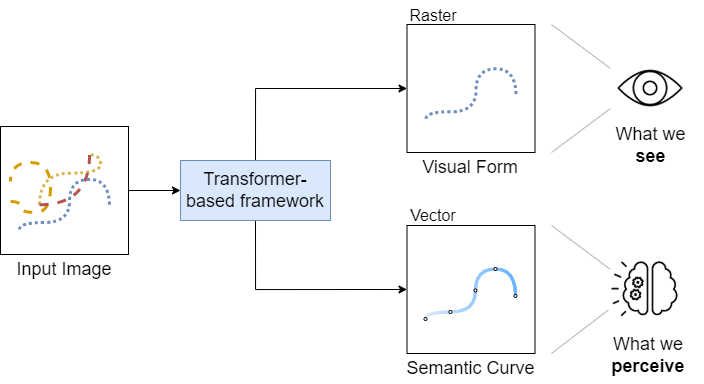 Raster
What we
see
Visual Form
Transformer-
based framework
Input Image
Vector
What we
perceive
Semantic Curve